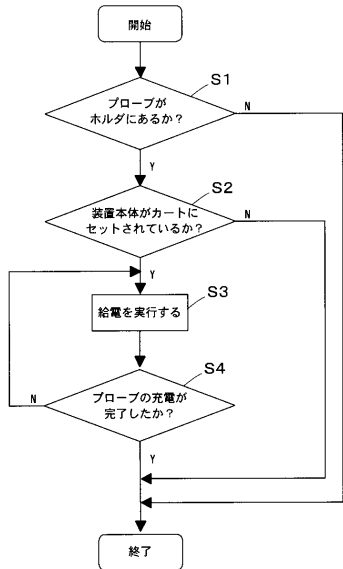 開始
S1
プローブが
ホルダにあるか？
N
Y
S2
装置本体がカートに
セットされているか？
N
Y
S3
給電を実行する
S4
プローブの充電が
完了したか？
N
Y
終了